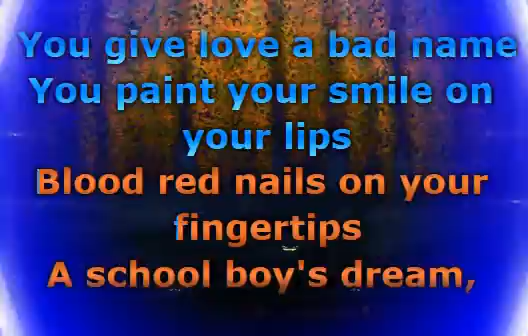 You give love a bad name
You paint your smile on
your lips
Blood red nails on your
fingertips
A school boy's dream,